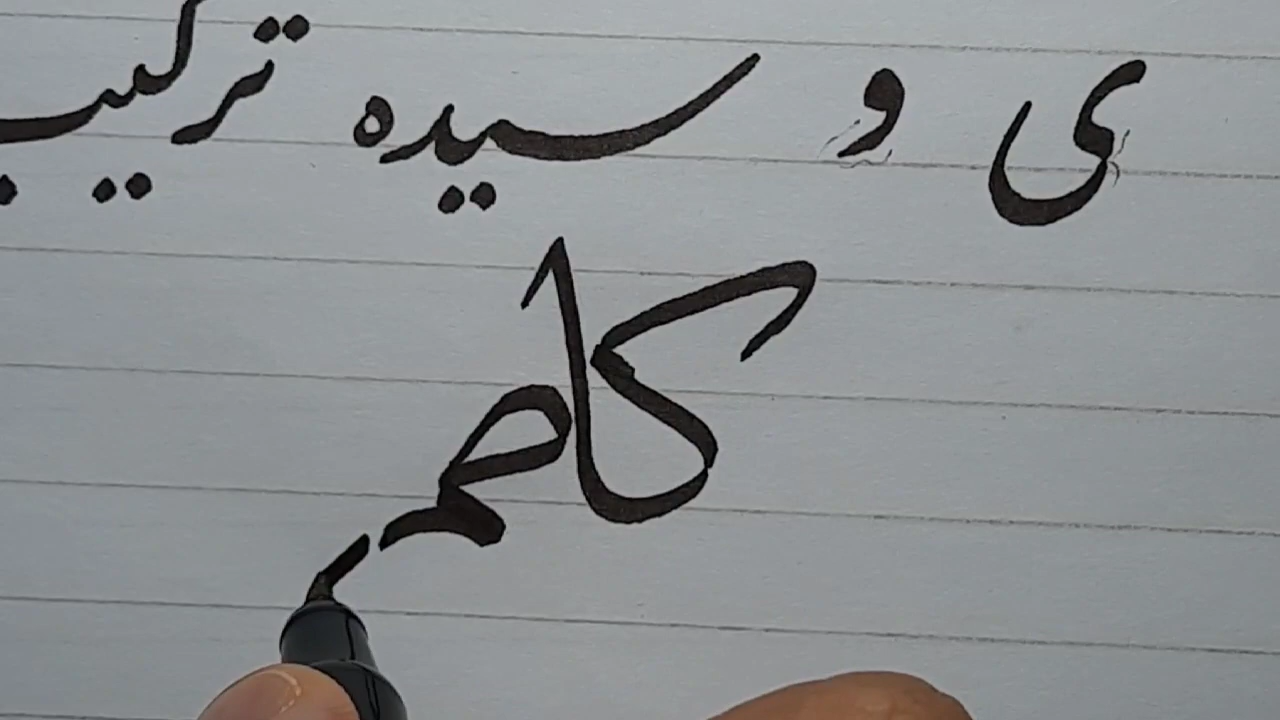 ی و سیده ترکیب
کا